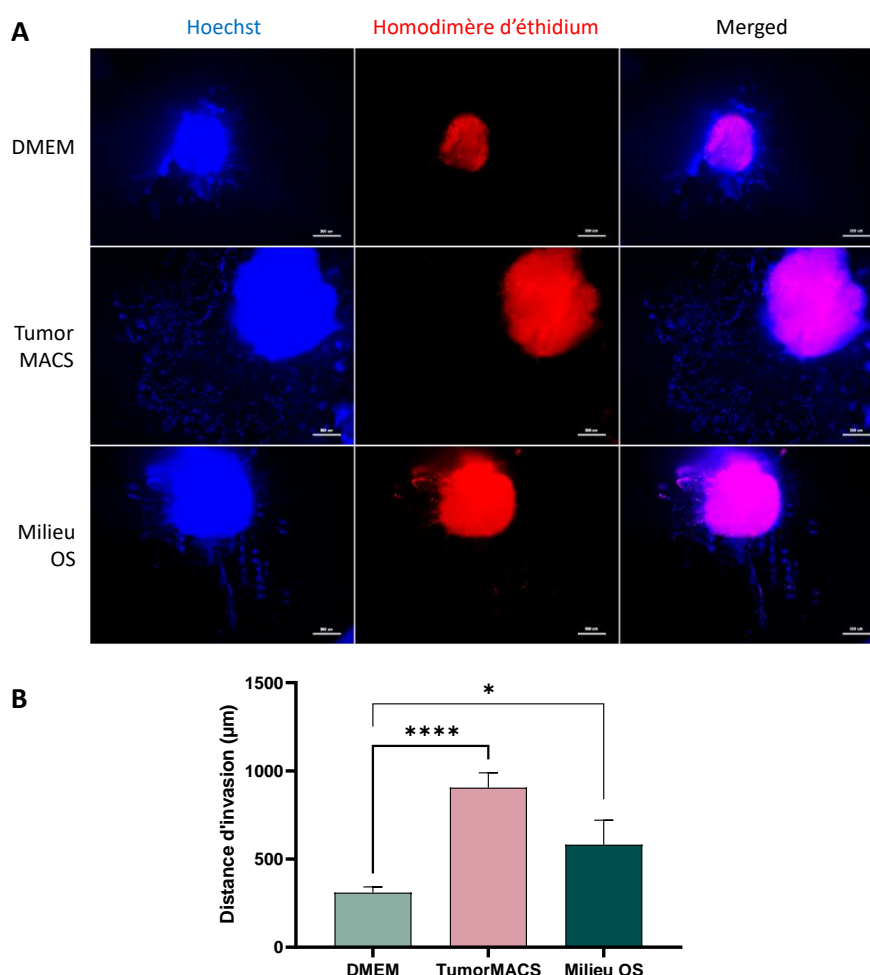 A
Hoechst
Homodimère d'éthidium
Merged
DMEM
Tumor
MACS
Milieu
OS
B
Distance d'invasion (µm)
1500
1000
500
0
*
****
DMEM
TumorMACS
Milieu OS